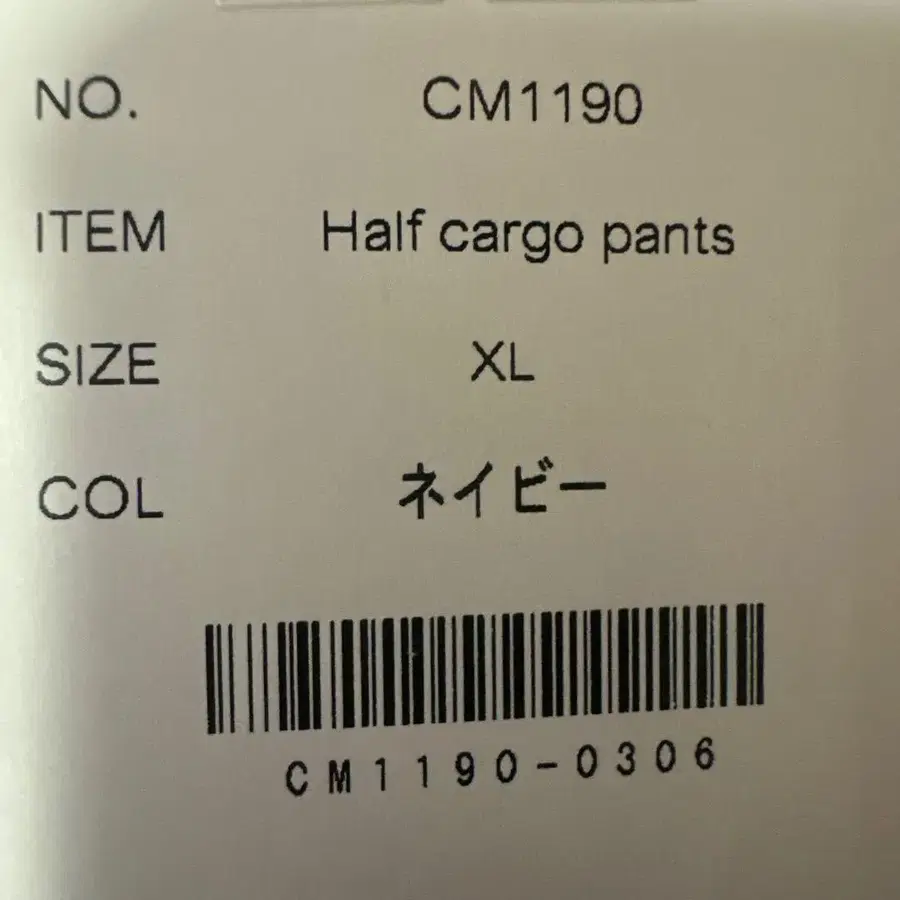 NO. CM1190
ITEM Half cargo pants
SIZE XL
COL ネイビー
CM1190-0306